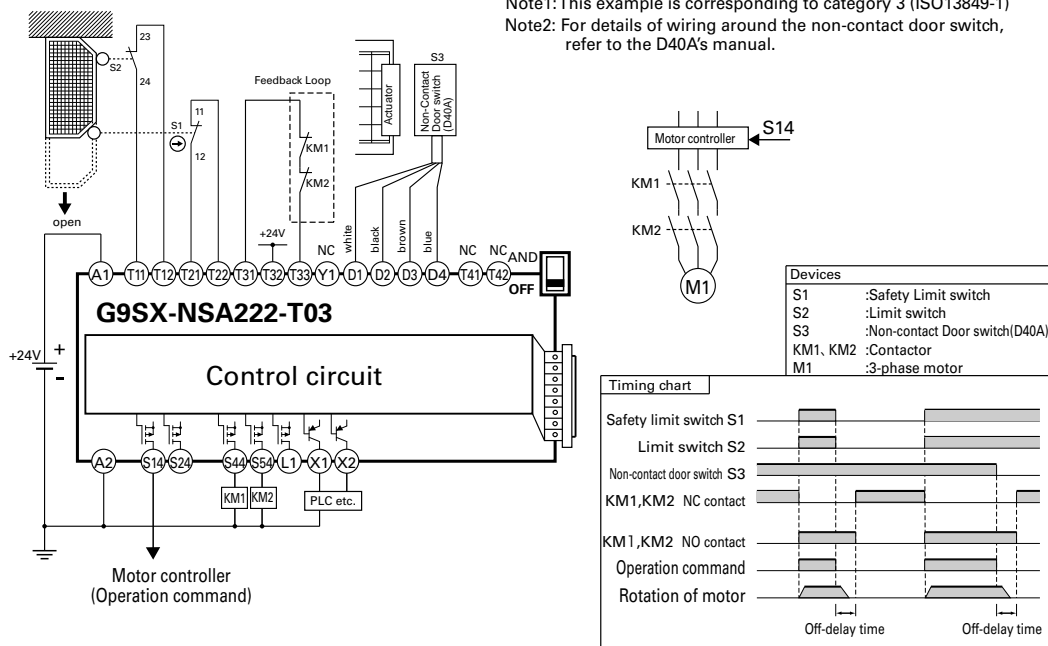 Note1: This example is corresponding to category 3 (ISO13849-1)
Note2: For details of wiring around the non-contact door switch,
refer to the D40A's manual.
23
S2
24
11
S1
12
open
Feedback Loop
KM1
KM2
Actuator
S3
Non-Contact
Door switch
(D40A)
+24V
NC
white
black
brown
blue
NC NC
AND
OFF
A1 T11 T12 T21 T22 T31 T32 T33 Y1 D1 D2 D3 D4 T41 T42
G9SX-NSA222-T03
+24V
+
-
Control circuit
A2 S14 S24 S44 S54 L1 X1 X2
KM1 KM2 PLC etc.
Motor controller
(Operation command)
Motor controller
S14
KM1
KM2
M1
Devices
S1 :Safety Limit switch
S2 :Limit switch
S3 :Non-contact Door switch(D40A)
KM1、KM2 :Contactor
M1 :3-phase motor
Timing chart
Safety limit switch S1
Limit switch S2
Non-contact door switch S3
KM1,KM2 NC contact
KM1,KM2 NO contact
Operation command
Rotation of motor
Off-delay time Off-delay time